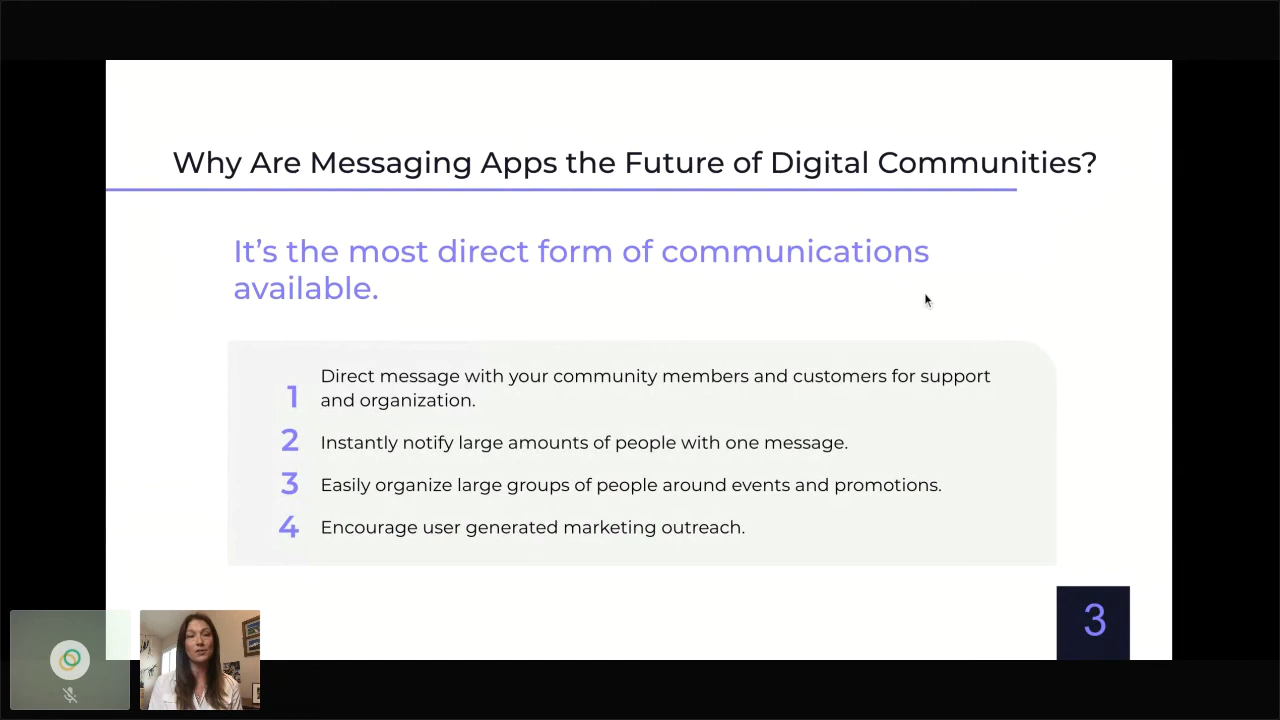 Why Are Messaging Apps the Future of Digital Communities?
It’s the most direct form of communications
available.
1 Direct message with your community members and customers for support
and organization.
2 Instantly notify large amounts of people with one message.
3 Easily organize large groups of people around events and promotions.
4 Encourage user generated marketing outreach.
3